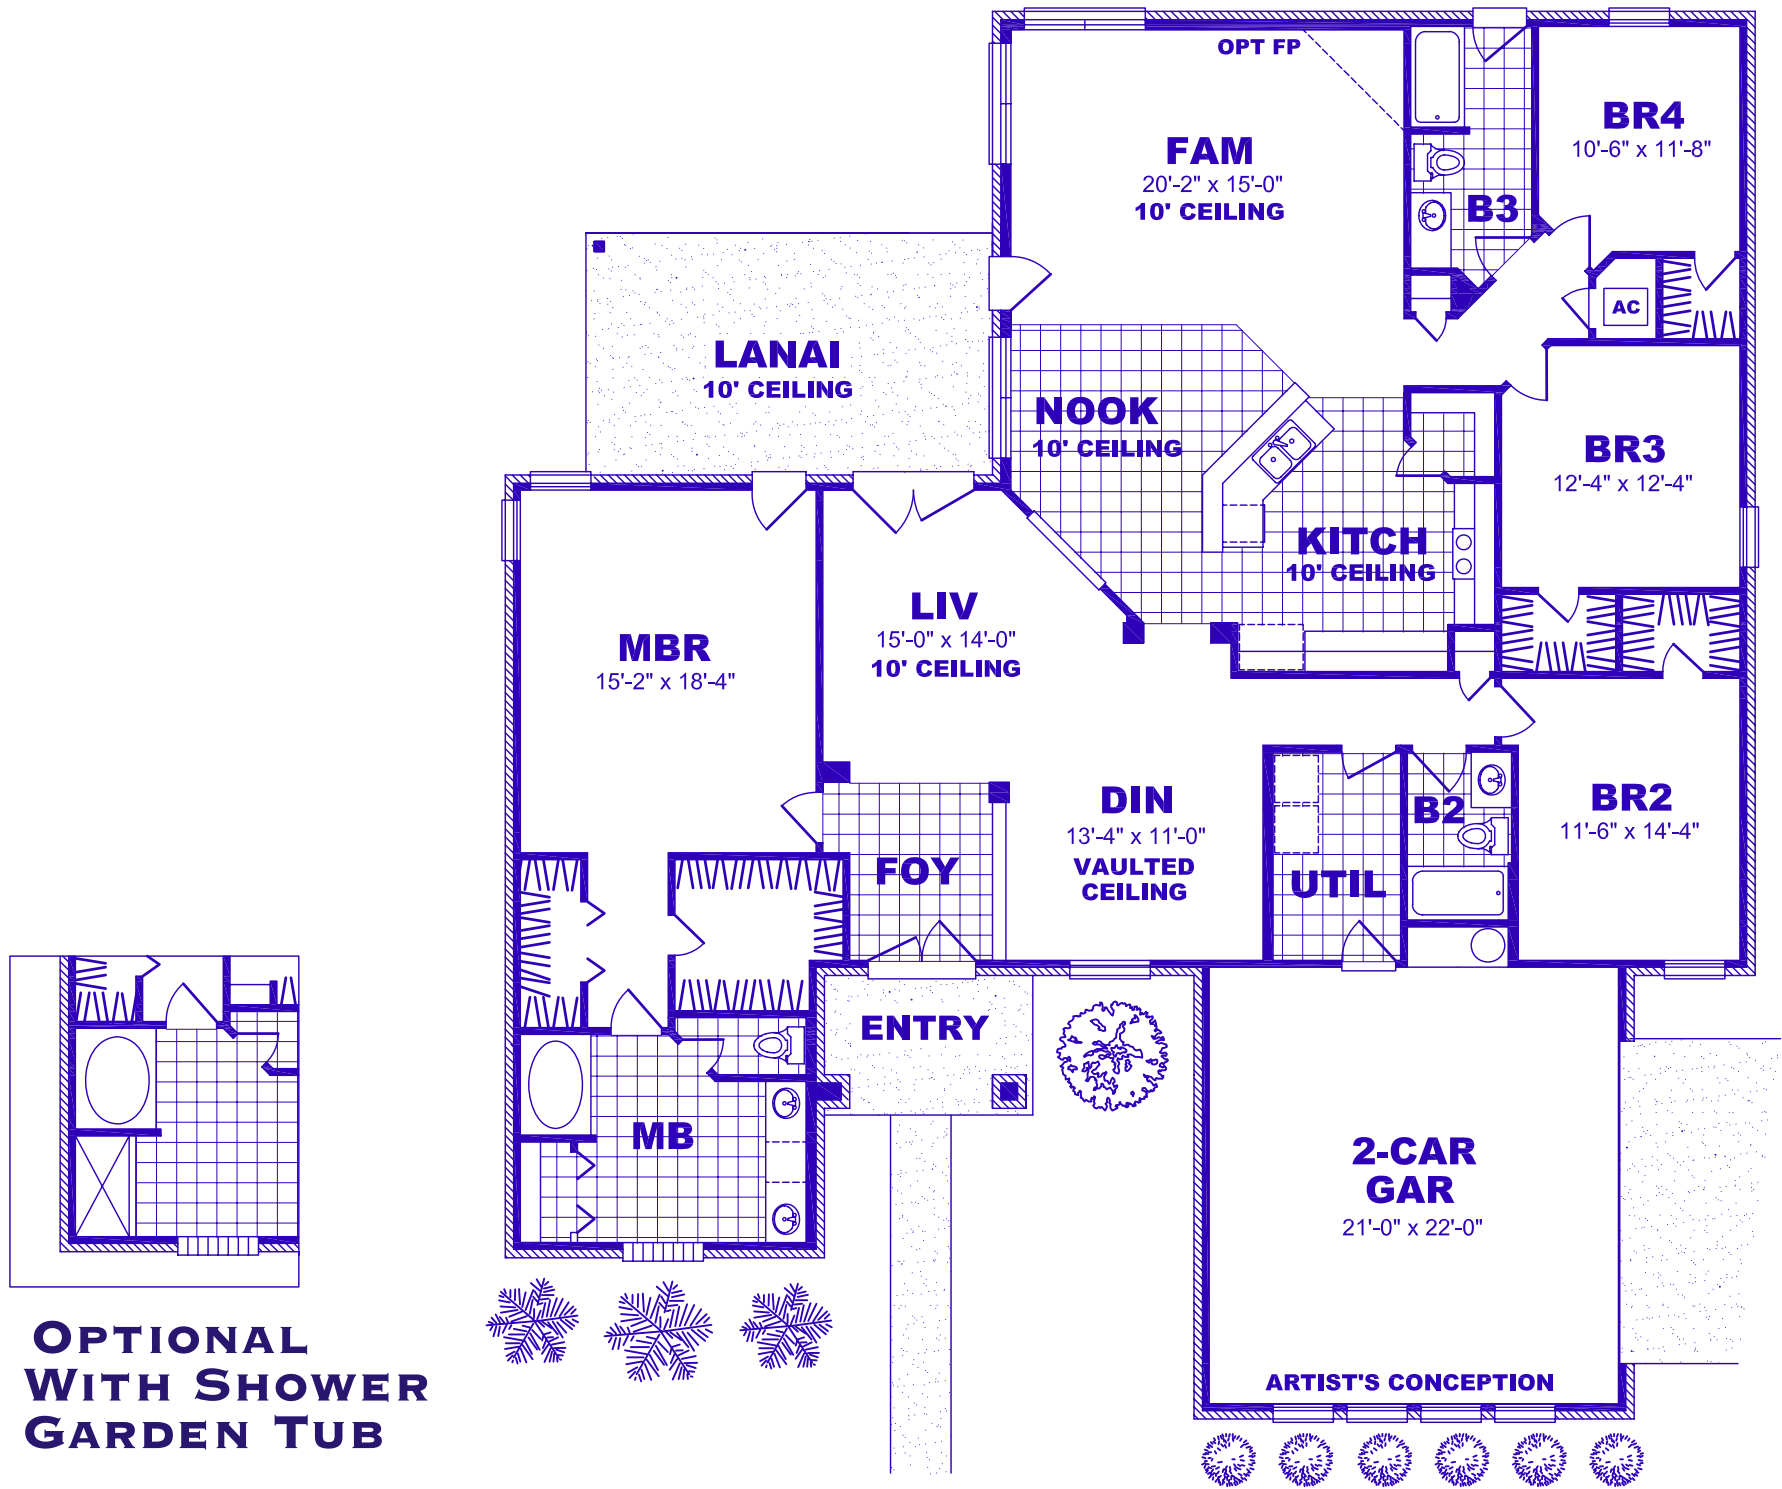 OPT FP
FAM
20'-2" x 15'-0"
10' CEILING
B3
BR4
10'-6" x 11'-8"
AC
LANAI
10' CEILING
NOOK
10' CEILING
KITCH
10' CEILING
BR3
12'-4" x 12'-4"
MBR
15'-2" x 18'-4"
LIV
15'-0" x 14'-0"
10' CEILING
DIN
13'-4" x 11'-0"
VAULTED
CEILING
FOY
UTIL
B2
BR2
11'-6" x 14'-4"
ENTRY
MB
2-CAR
GAR
21'-0" x 22'-0"
ARTIST'S CONCEPTION
OPTIONAL
WITH SHOWER
GARDEN TUB